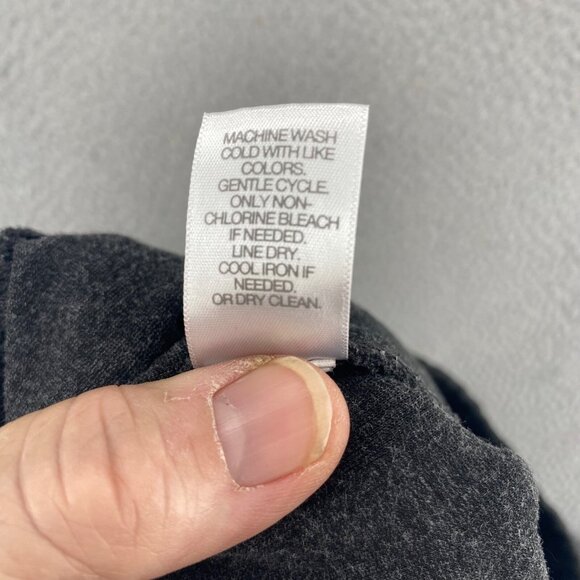 MACHINE WASH
COLD WITH LIKE
COLORS.
GENTLE CYCLE.
ONLY NON-
CHLORINE BLEACH
IF NEEDED.
LINE DRY.
COOL IRON IF
NEEDED.
OR DRY CLEAN.